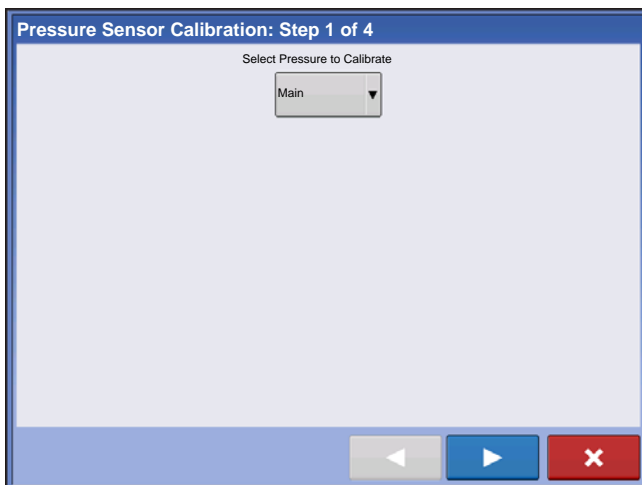 Pressure Sensor Calibration: Step 1 of 4
Select Pressure to Calibrate
Main